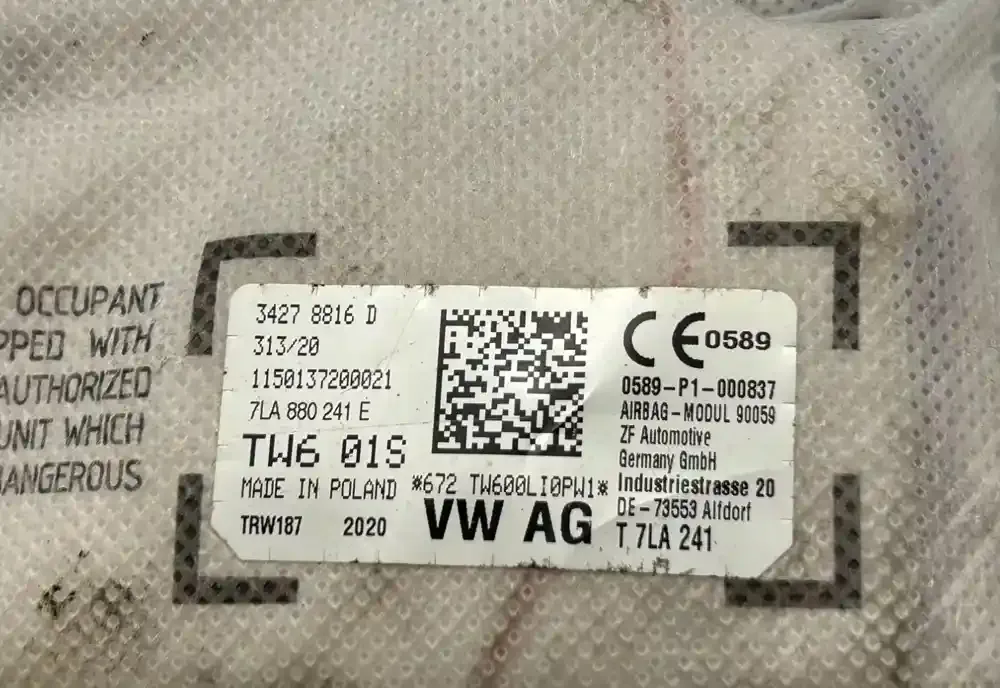 OCCUPANT
PPED WITH
AUTHORIZED
UNIT WHICH
DANGEROUS
3427 8816 D
313/20
1150137200021
7LA 880 241 E
TW6 01S
MADE IN POLAND
TRW187 2020
*672 TW600LI0PW1*
VW AG
CE 0589
0589-P1-000837
AIRBAG-MODUL 90059
ZF Automotive
Germany GmbH
Industriestrasse 20
DE-73553 Alfdorf
T 7LA 241